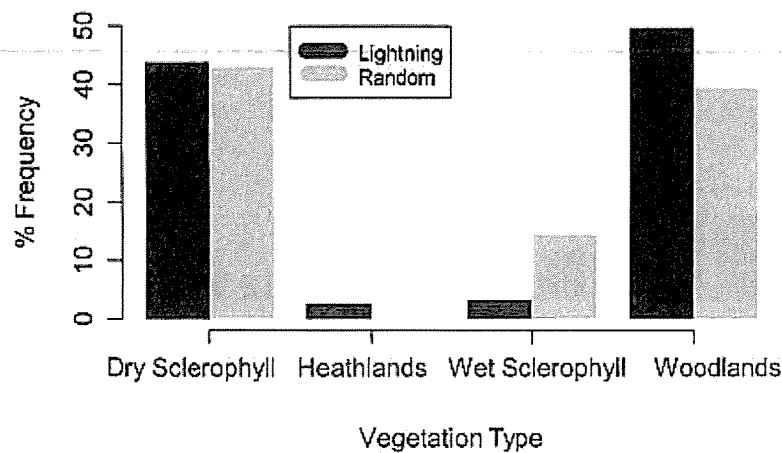 50
40
30
20
10
0
% Frequency
Lightning
Random
Dry Sclerophyll Heathlands Wet Sclerophyll Woodlands
Vegetation Type